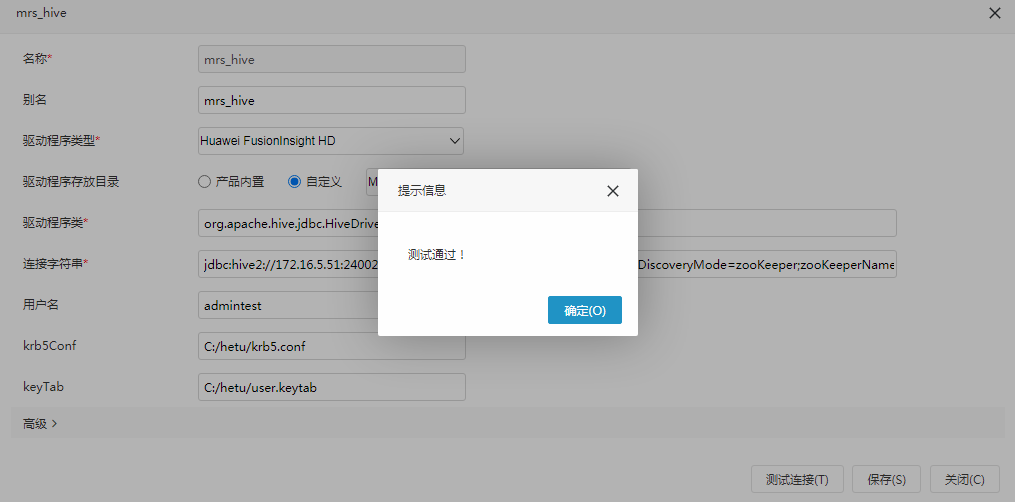 mrs_hive
名称*
mrs_hive
别名
mrs_hive
驱动程序类型*
Huawei FusionInsight HD
驱动程序存放目录
产品内置
自定义
M
驱动程序类*
org.apache.hive.jdbc.HiveDrive
连接字符串*
jdbc:hive2://172.16.5.51:24002
DiscoveryMode=zooKeeper;zooKeeperName
用户名
admintest
krb5Conf
C:/hetu/krb5.conf
keyTab
C:/hetu/user.keytab
高级
提示信息
测试通过！
确定(O)
测试连接(T)
保存(S)
关闭(C)